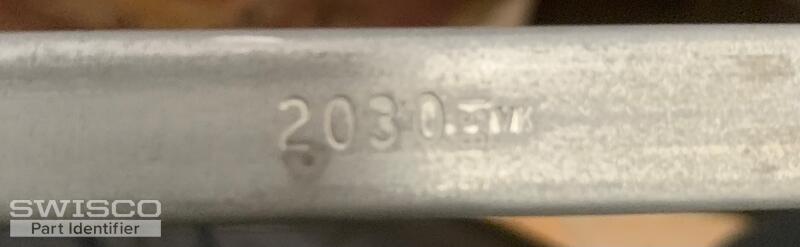 2030
SWISCO
Part Identifier